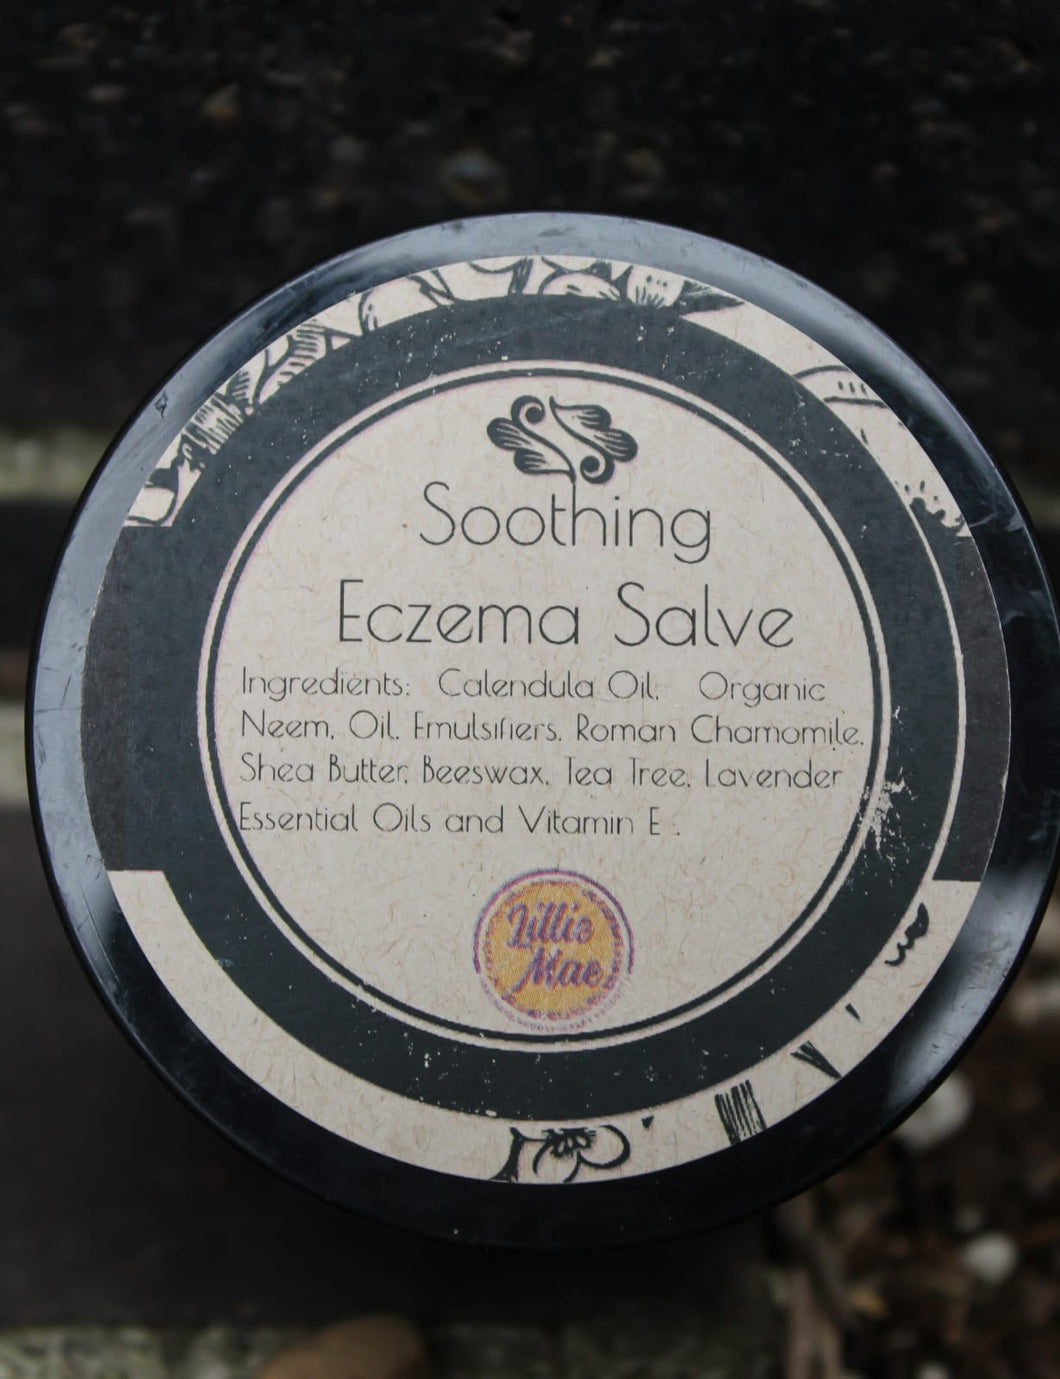 Soothing
Eczema Salve
Ingredients: Calendula Oil, Organic
Neem, Oil, Emulsifiers, Roman Chamomile,
Shea Butter, Beeswax, Tea Tree, Lavender
Essential Oils and Vitamin E .
Lillie
Mae